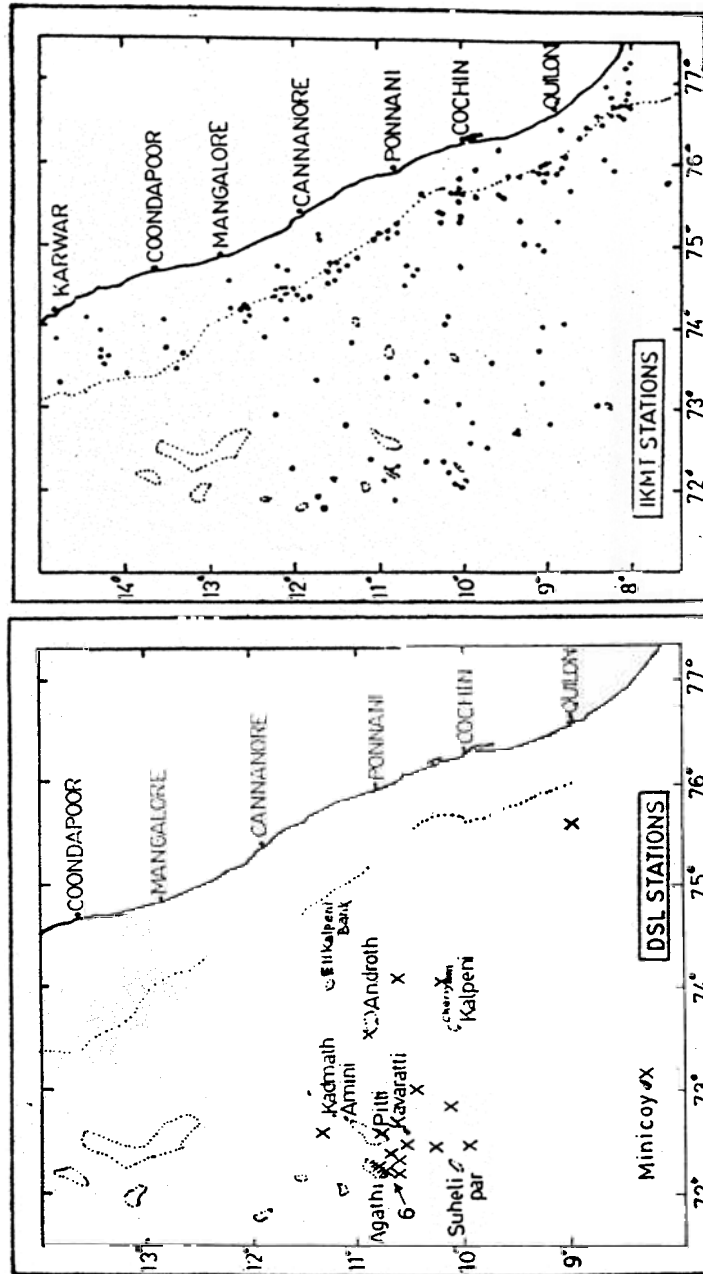 KARWAR
COONDAPOOR
MANGALORE
CANNANORE
PONNANI
COCHIN
QUILON
14°
13°
12°
11°
10°
9°
8°
72°
73°
74°
75°
76°
77°
IKMT STATIONS
COONDAPOOR
MANGALORE
CANNANORE
PONNANI
COCHIN
QUILON
Elikalpeni
Bank
Androth
Kadmath
Amini
Pitti
Kavaratti
Cheriyam
Kalpeni
Agathi
6
Suheli
par
Minicoy
13°
12°
11°
10°
9°
72°
73°
74°
75°
76°
77°
DSL STATIONS